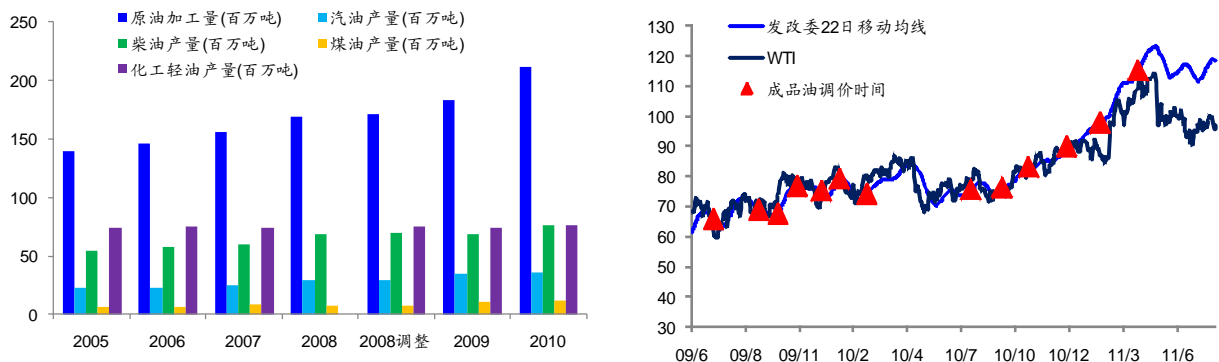 250
200
150
100
50
0
原油加工量(百万吨) 汽油产量(百万吨)
柴油产量(百万吨) 煤油产量(百万吨)
化工轻油产量(百万吨)
2005 2006 2007 2008 2008调整 2009 2010
130
120
110
100
90
80
70
60
50
40
30
发改委22日移动均线
WTI
成品油调价时间
09/6 09/8 09/11 10/2 10/4 10/7 10/10 10/12 11/3 11/6